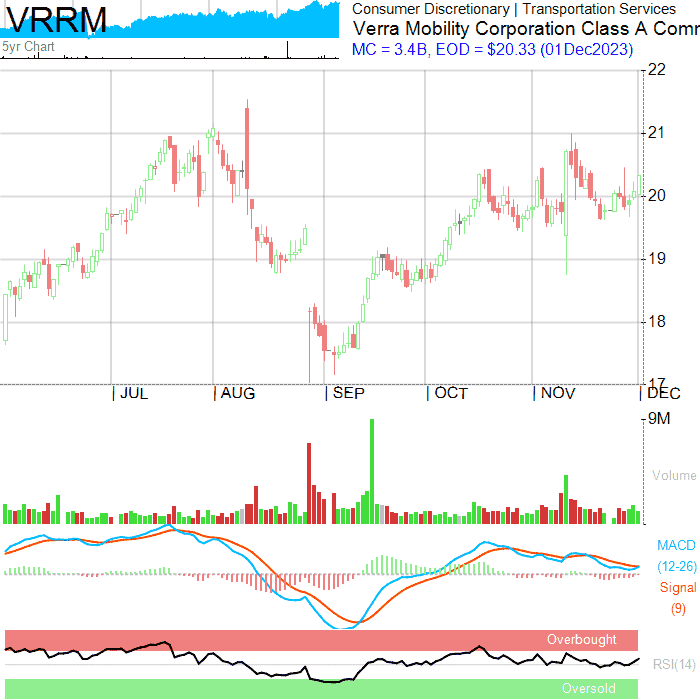 VRRM
Consumer Discretionary | Transportation Services
Verra Mobility Corporation Class A Comm
5yr Chart
MC = 3.4B, EOD = $20.33 (01Dec2023)
22
21
20
19
18
17
JUL
AUG
SEP
OCT
NOV
DEC
9M
Volume
MACD
(12-26)
Signal
(9)
Overbought
RSI(14)
Oversold